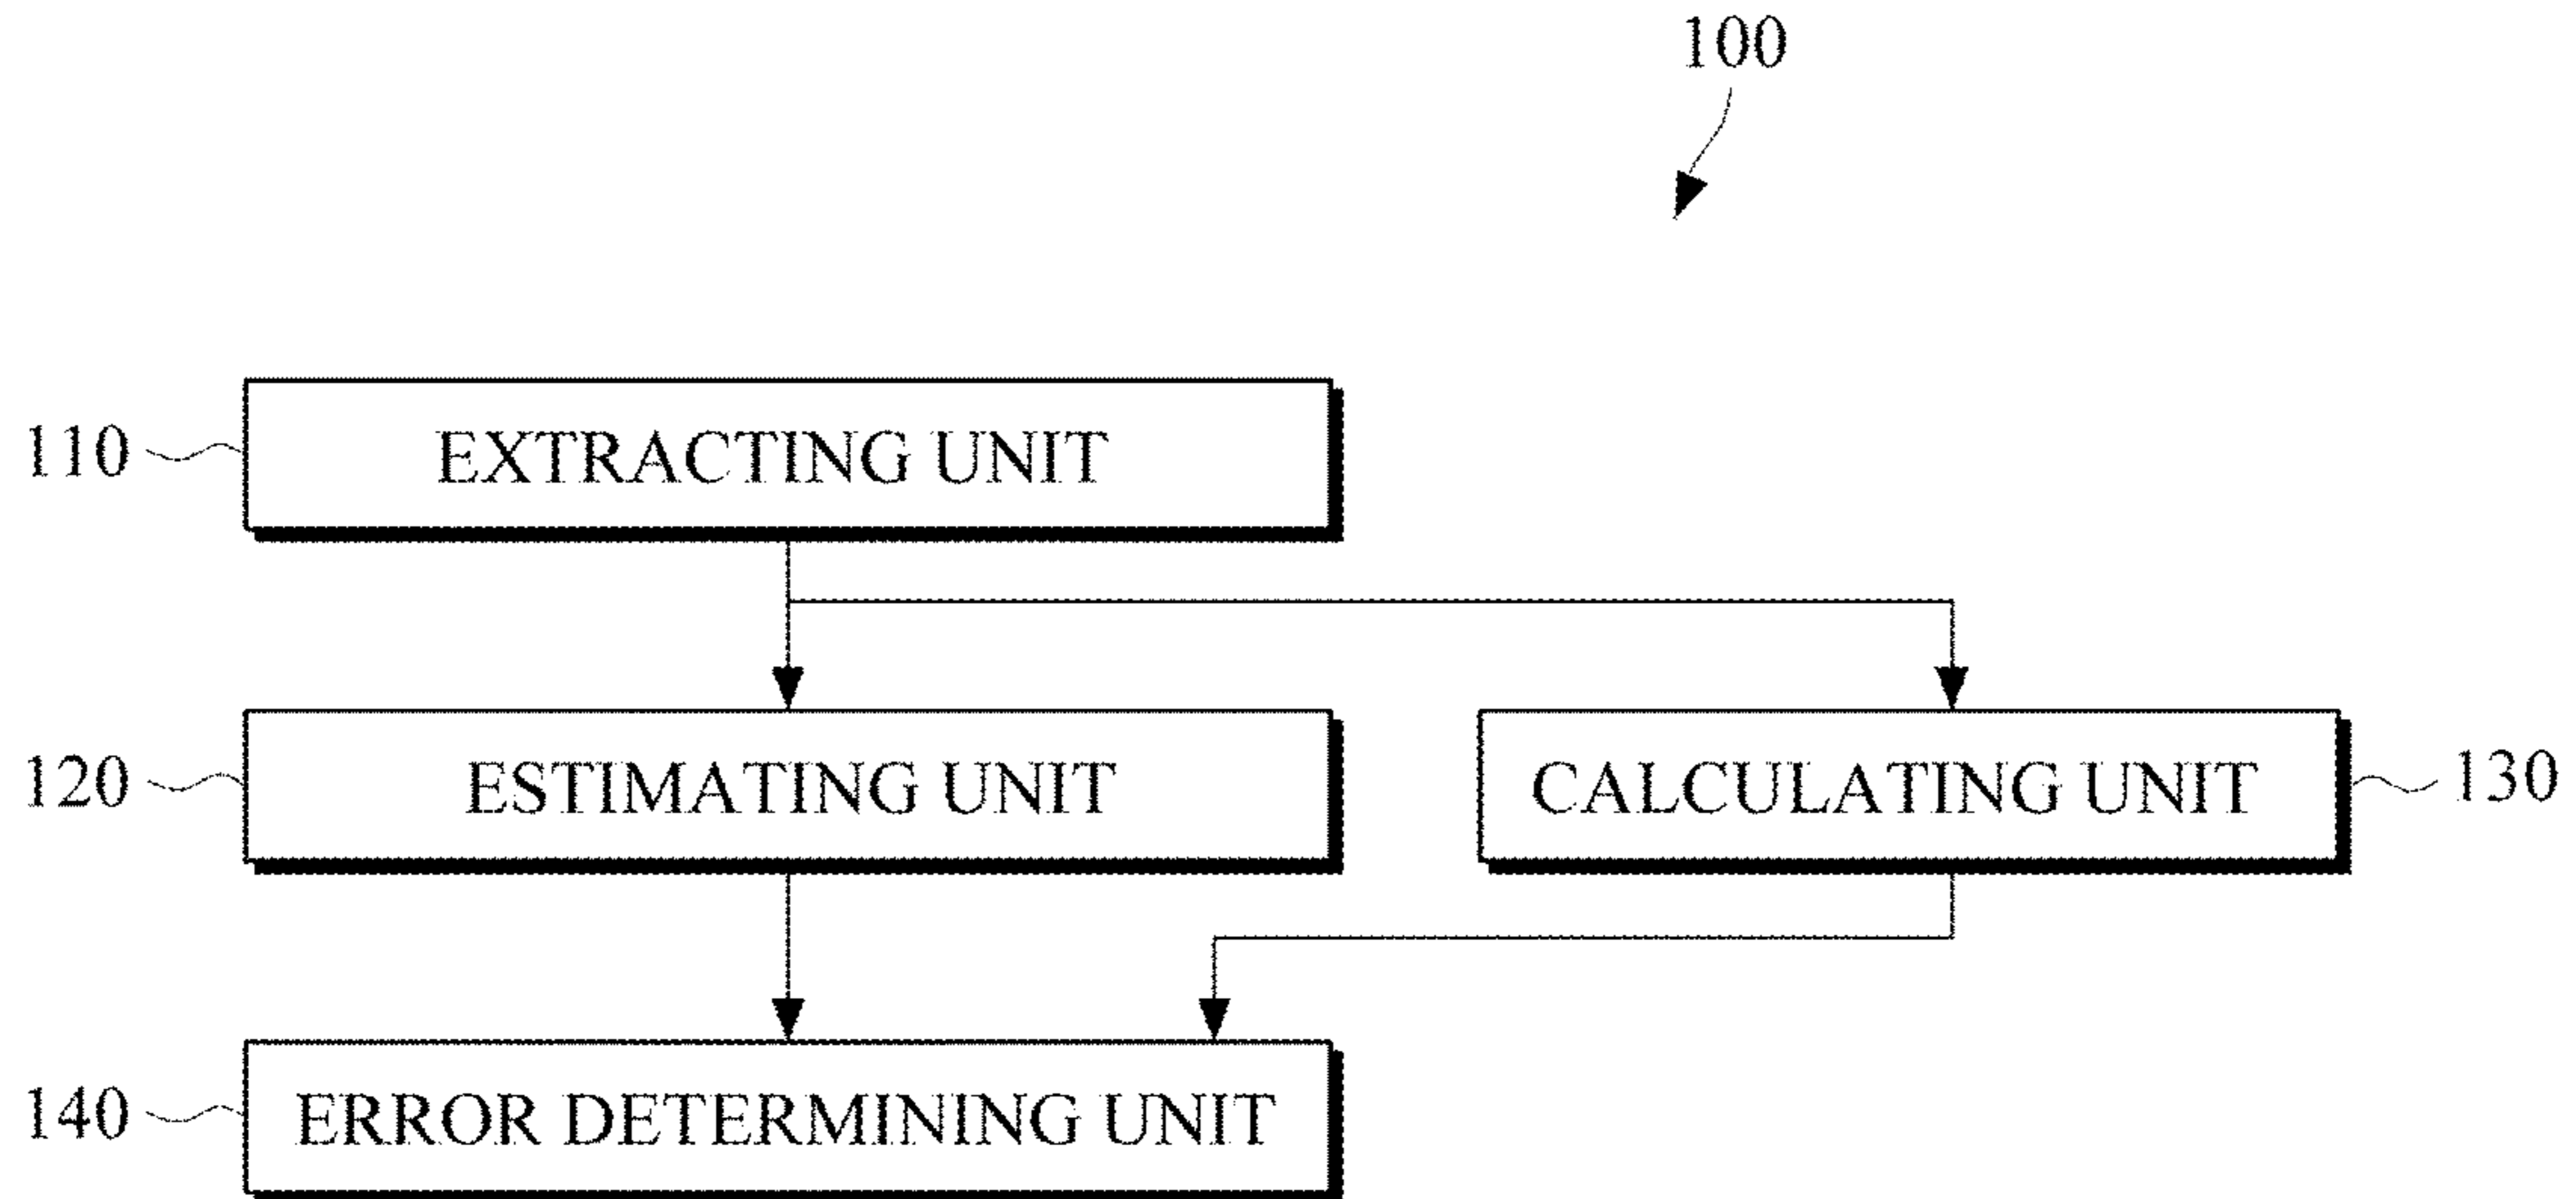 100
110
EXTRACTING UNIT
120
ESTIMATING UNIT
CALCULATING UNIT
130
140
ERROR DETERMINING UNIT